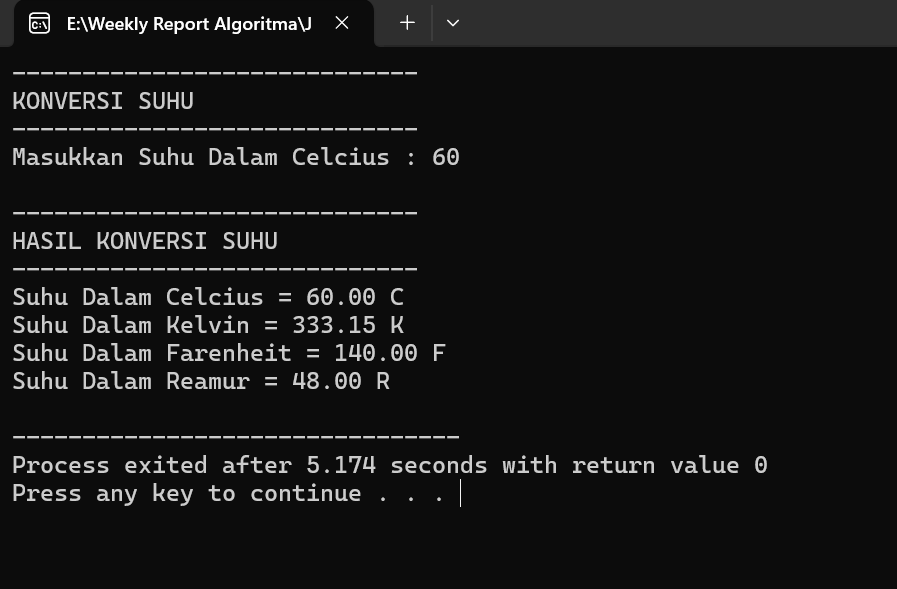 E:\Weekly Report Algoritma\J
-----------------------------
KONVERSI SUHU
-----------------------------
Masukkan Suhu Dalam Celcius : 60
-----------------------------
HASIL KONVERSI SUHU
-----------------------------
Suhu Dalam Celcius = 60.00 C
Suhu Dalam Kelvin = 333.15 K
Suhu Dalam Farenheit = 140.00 F
Suhu Dalam Reamur = 48.00 R
--------------------------------
Process exited after 5.174 seconds with return value 0
Press any key to continue . . .